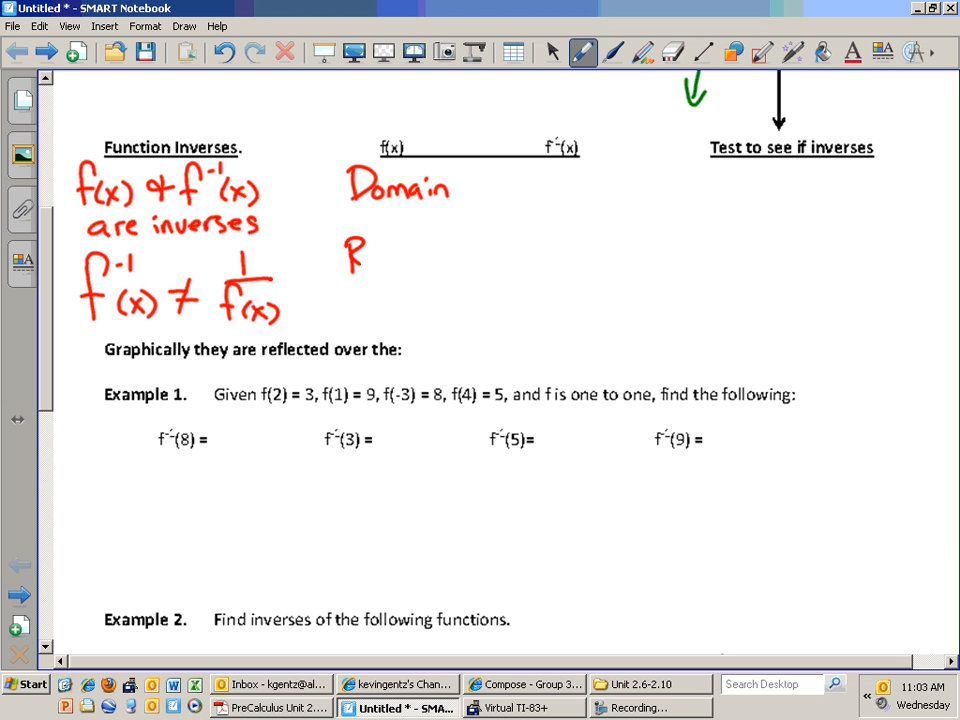 Untitled * - SMART Notebook
File Edit View Insert Format Draw Help
Function Inverses. f(x) f⁻¹(x) Test to see if inverses
f(x) & f⁻¹(x) Domain
are inverses
R
f⁻¹(x) ≠ 1/f(x)
Graphically they are reflected over the:
Example 1. Given f(2) = 3, f(1) = 9, f(-3) = 8, f(4) = 5, and f is one to one, find the following:
f⁻¹(8) = f⁻¹(3) = f⁻¹(5)= f⁻¹(9) =
Example 2. Find inverses of the following functions.
Start Inbox - kgentz@al... kevingentz's Chan... Compose - Group 3... Unit 2.6-2.10 Search Desktop 11:03 AM
PreCalculus Unit 2.... Untitled * - SMA... Virtual TI-83+ Recording... Wednesday